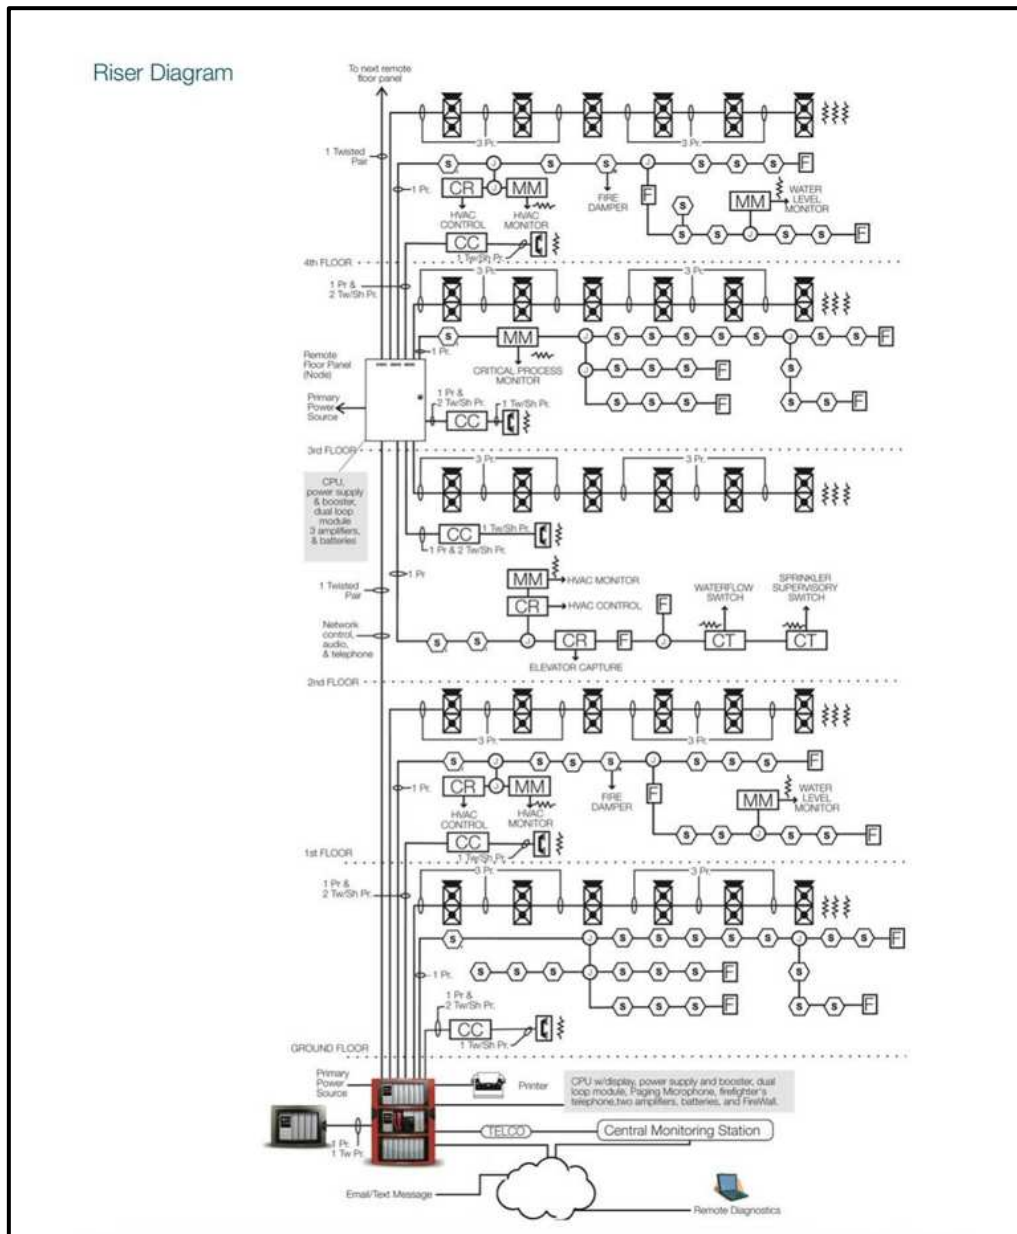 Riser Diagram
To next remote
floor panel
3 Pr.
3 Pr.
1 Twisted
Pair
S
J
S
S
J
S
S
S
F
1 Pr.
CR
J
MM
HVAC
CONTROL
HVAC
MONITOR
FIRE
DAMPER
F
S
MM
WATER
LEVEL
MONITOR
S
S
J
S
S
F
CC
1 Tw/Sh Pr.
4th FLOOR
3 Pr.
3 Pr.
1 Pr &
2 Tw/Sh Pr.
S
MM
J
S
S
S
S
J
S
S
F
1 Pr.
CRITICAL PROCESS
MONITOR
J
S
S
S
F
S
S
S
S
F
S
S
F
Remote
Floor Panel
(Node)
Primary
Power
Source
1 Pr &
2 Tw/Sh Pr.
1 Tw/Sh Pr.
CC
3rd FLOOR
CPU,
power supply
& booster,
dual loop
module
3 amplifiers,
& batteries
3 Pr.
3 Pr.
CC
1 Tw/Sh Pr.
1 Pr & 2 Tw/Sh Pr.
1 Pr
1 Twisted
Pair
MM
HVAC MONITOR
CR
HVAC CONTROL
WATERFLOW
SWITCH
SPRINKLER
SUPERVISORY
SWITCH
F
Network
control,
audio,
& telephone
S
S
J
CR
F
J
CT
CT
ELEVATOR CAPTURE
2nd FLOOR
3 Pr.
3 Pr.
S
J
S
S
S
J
S
S
S
F
1 Pr.
CR
J
MM
HVAC
CONTROL
HVAC
MONITOR
FIRE
DAMPER
F
MM
WATER
LEVEL
MONITOR
S
S
J
S
S
F
CC
1 Tw/Sh Pr.
1st FLOOR
3 Pr.
3 Pr.
1 Pr &
2 Tw/Sh Pr.
S
J
S
S
S
S
S
J
S
S
F
1 Pr.
S
S
S
J
S
S
S
F
S
S
S
S
F
S
S
F
1 Pr &
2 Tw/Sh Pr.
CC
1 Tw/Sh Pr.
GROUND FLOOR
Primary
Power
Source
Printer
CPU w/display, power supply and booster, dual
loop module, Paging Microphone, firefighter's
telephone,two amplifiers, batteries, and FireWall.
1 Pr.
1 Tw Pr.
TELCO
Central Monitoring Station
Email/Text Message
Remote Diagnostics